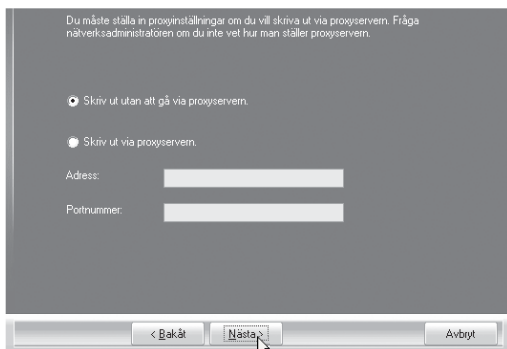 Du måste ställa in proxyinställningar om du vill skriva ut via proxyservern. Fråga
nätverksadministratören om du inte vet hur man ställer proxyservern.
Skriv ut utan att gå via proxyservern.
Skriv ut via proxyservern.
Adress:
Portnummer:
< Bakåt
Nästa >
Avbryt